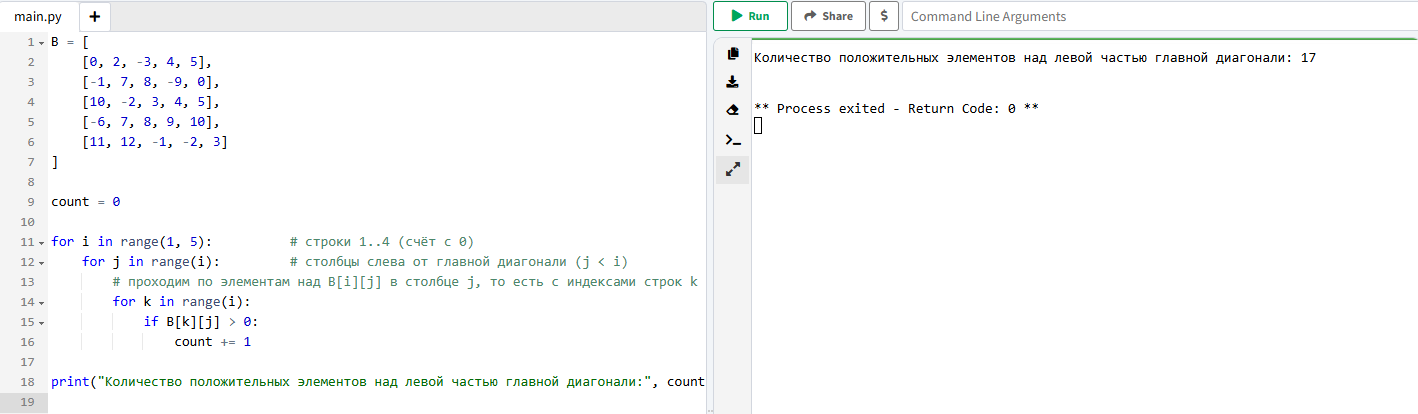 main.py
+
Run
Share
$
Command Line Arguments
1 B = [
2     [0, 2, -3, 4, 5],
3     [-1, 7, 8, -9, 0],
4     [10, -2, 3, 4, 5],
5     [-6, 7, 8, 9, 10],
6     [11, 12, -1, -2, 3]
7 ]
8
9 count = 0
10
11 for i in range(1, 5):          # строки 1..4 (счёт с 0)
12     for j in range(i):         # столбцы слева от главной диагонали (j < i)
13         # проходим по элементам над B[i][j] в столбце j, то есть с индексами строк k
14         for k in range(i):
15             if B[k][j] > 0:
16                 count += 1
17
18 print("Количество положительных элементов над левой частью главной диагонали:", count
19
Количество положительных элементов над левой частью главной диагонали: 17
** Process exited - Return Code: 0 **